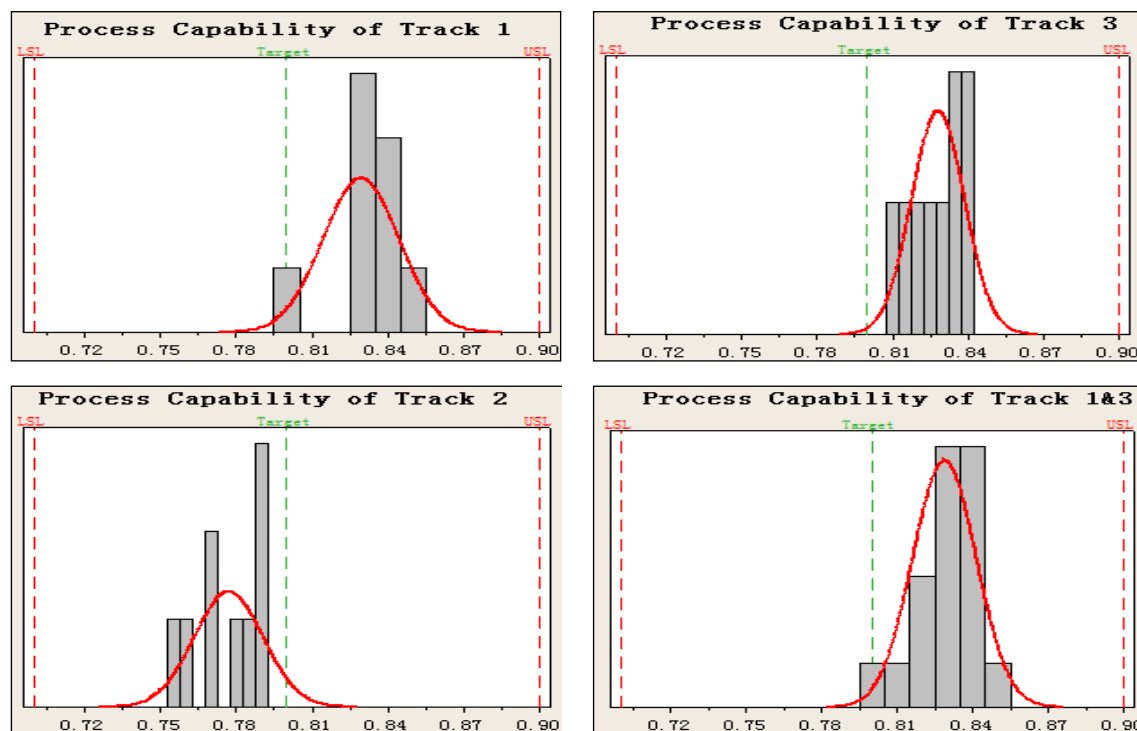 Process Capability of Track 1
LSL Target USL
0.72 0.75 0.78 0.81 0.84 0.87 0.90
Process Capability of Track 3
LSL Target USL
0.72 0.75 0.78 0.81 0.84 0.87 0.90
Process Capability of Track 2
LSL Target USL
0.72 0.75 0.78 0.81 0.84 0.87 0.90
Process Capability of Track 1&3
LSL Target USL
0.72 0.75 0.78 0.81 0.84 0.87 0.90